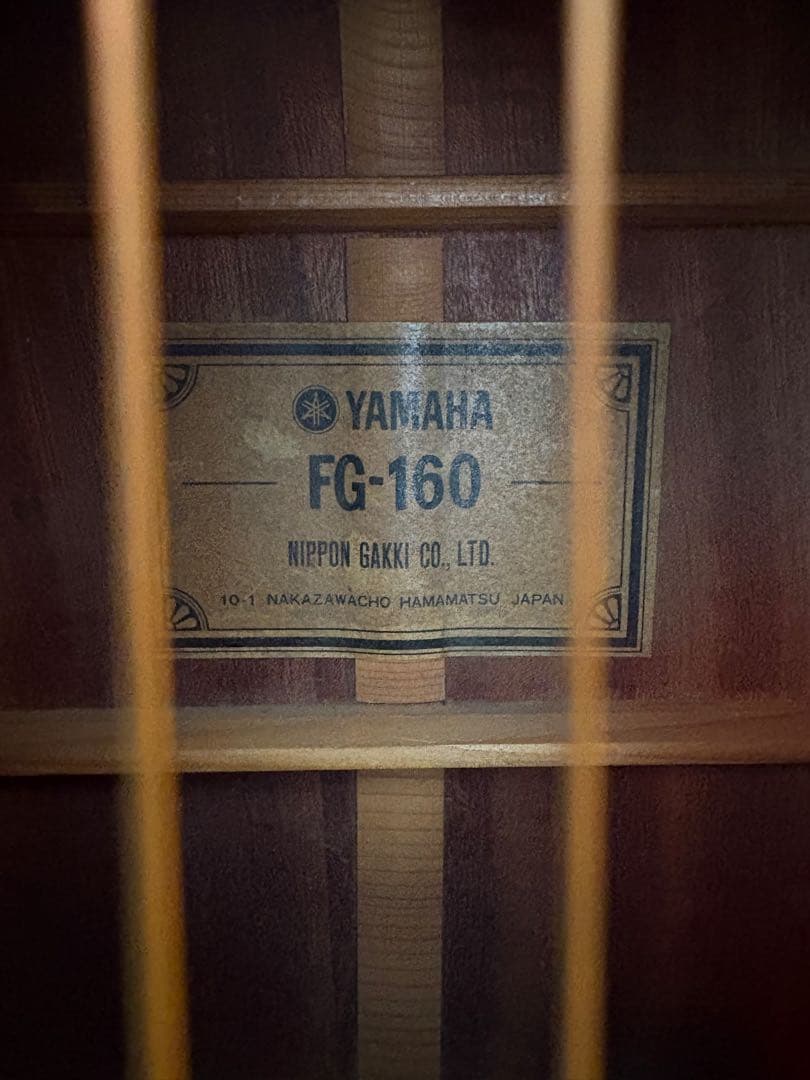 YAMAHA
FG-160
NIPPON GAKKI CO., LTD.
10-1 NAKAZAWACHO HAMAMATSU JAPAN